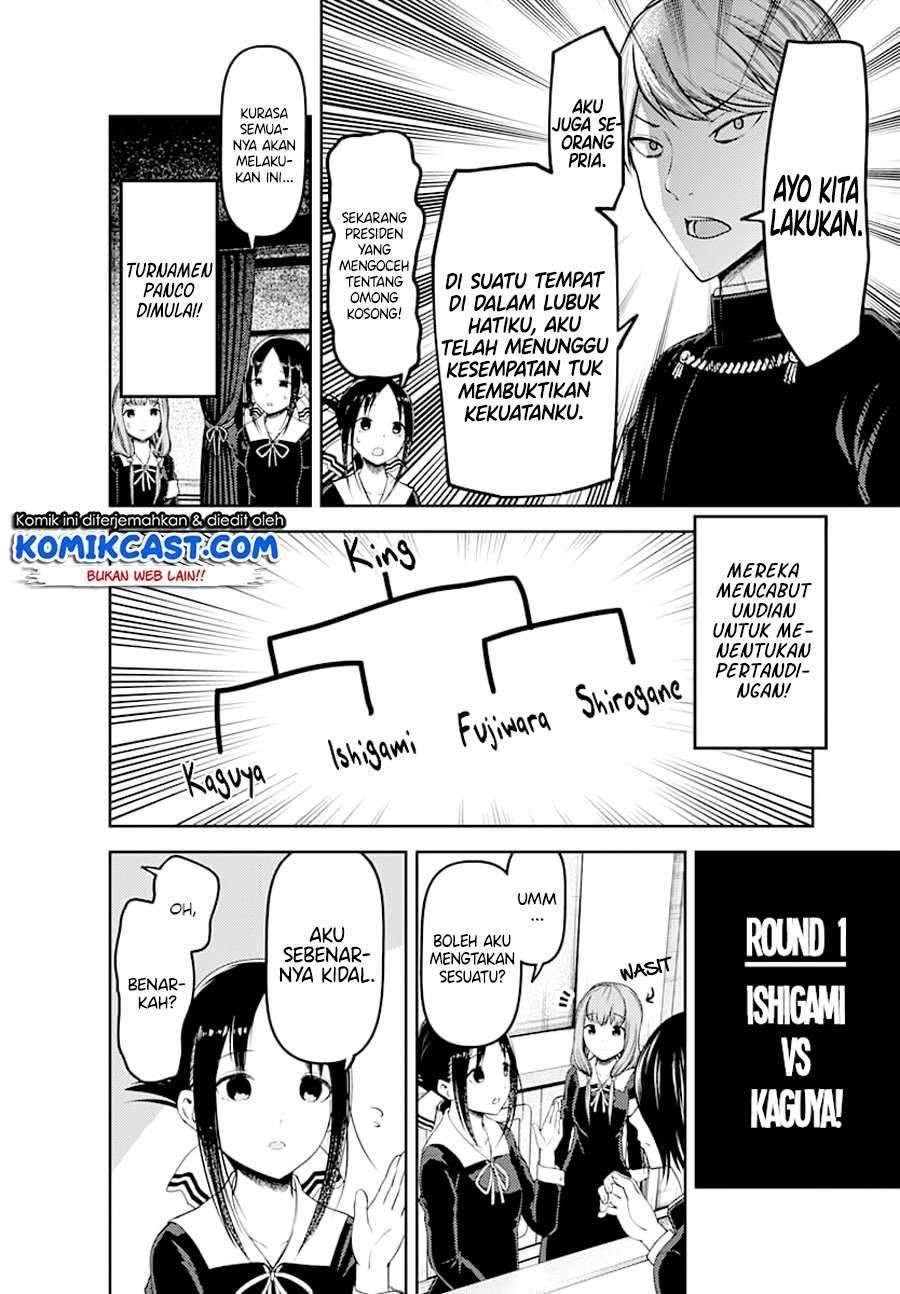 AYO KITA
LAKUKAN.
AKU
JUGA SE-
ORANG
PRIA.
DI SUATU TEMPAT
DI DALAM LUBUK
HATIKU, AKU
TELAH MENUNGGU
KESEMPATAN TUK
MEMBUKTIKAN
KEKUATANKU.
SEKARANG
PRESIDEN
YANG
MENGOCEH
TENTANG
OMONG
KOSONG!
KURASA
SEMUA-
NYA AKAN
MELAKU-
KAN INI...
TURNAMEN
PANCO
DIMULAI!
Komik ini diterjemahkan & diedit oleh
KOMIKCAST.COM
BUKAN WEB LAIN!!
MEREKA
MENCABUT
UNDIAN
UNTUK ME-
NENTUKAN
PERTANDI-
NGAN!
King
Kaguya
Ishigami
Fujiwara
Shirogane
ROUND 1
ISHIGAMI
VS
KAGUYA!
UMM
...
BOLEH AKU
MENGTAKAN
SESUATU?
WASIT
AKU
SEBENAR-
NYA KIDAL.
OH,
BENAR-
KAH?